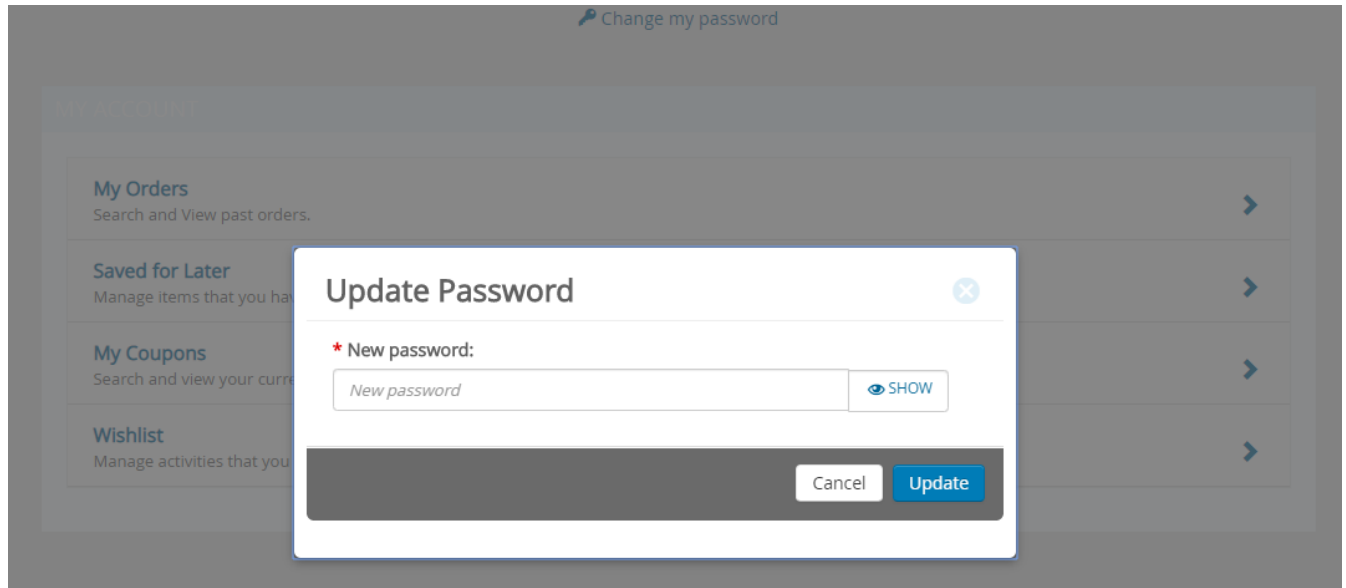 Change my password
MY ACCOUNT
My Orders
Search and View past orders.
Saved for Later
Manage items that you hav
Update Password
* New password:
My Coupons
Search and view your curre
New password
SHOW
Wishlist
Manage activities that you
Cancel
Update